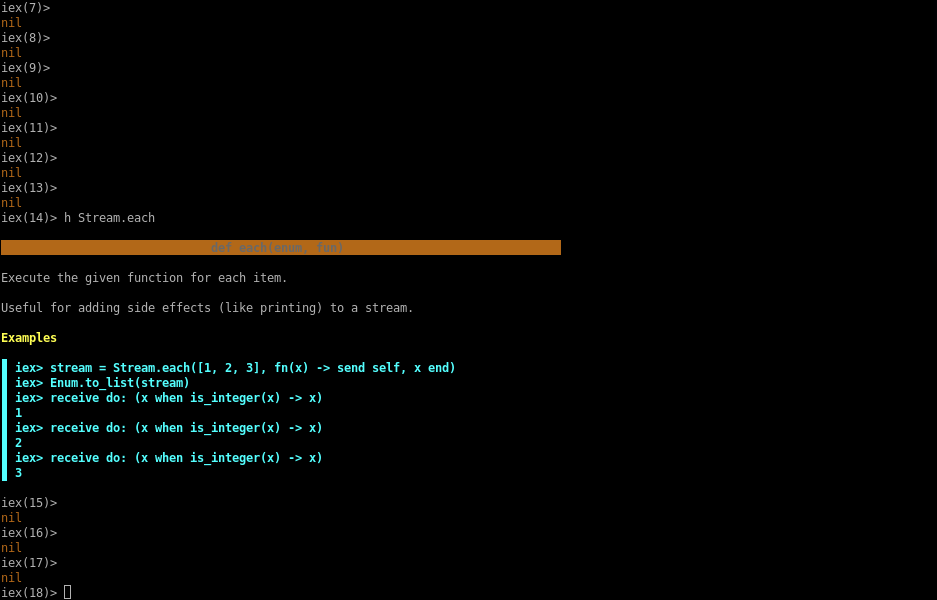 iex(7)>
nil
iex(8)>
nil
iex(9)>
nil
iex(10)>
nil
iex(11)>
nil
iex(12)>
nil
iex(13)>
nil
iex(14)> h Stream.each
def each(enum, fun)
Execute the given function for each item.
Useful for adding side effects (like printing) to a stream.
Examples
iex> stream = Stream.each([1, 2, 3], fn(x) -> send self, x end)
iex> Enum.to_list(stream)
iex> receive do: (x when is_integer(x) -> x)
1
iex> receive do: (x when is_integer(x) -> x)
2
iex> receive do: (x when is_integer(x) -> x)
3
iex(15)>
nil
iex(16)>
nil
iex(17)>
nil
iex(18)>